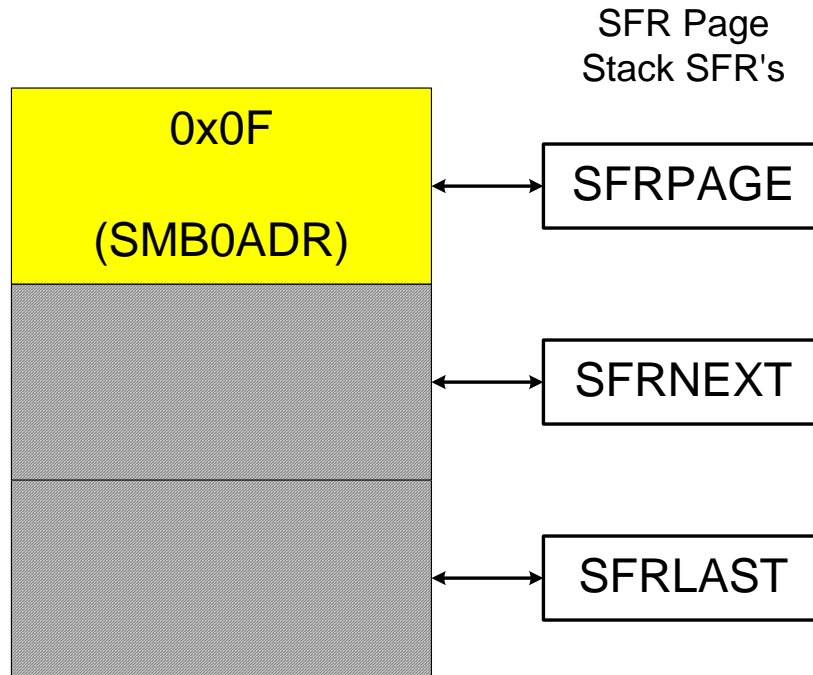 SFR Page
Stack SFR's
0x0F
(SMB0ADR)
SFRPAGE
SFRNEXT
SFRLAST